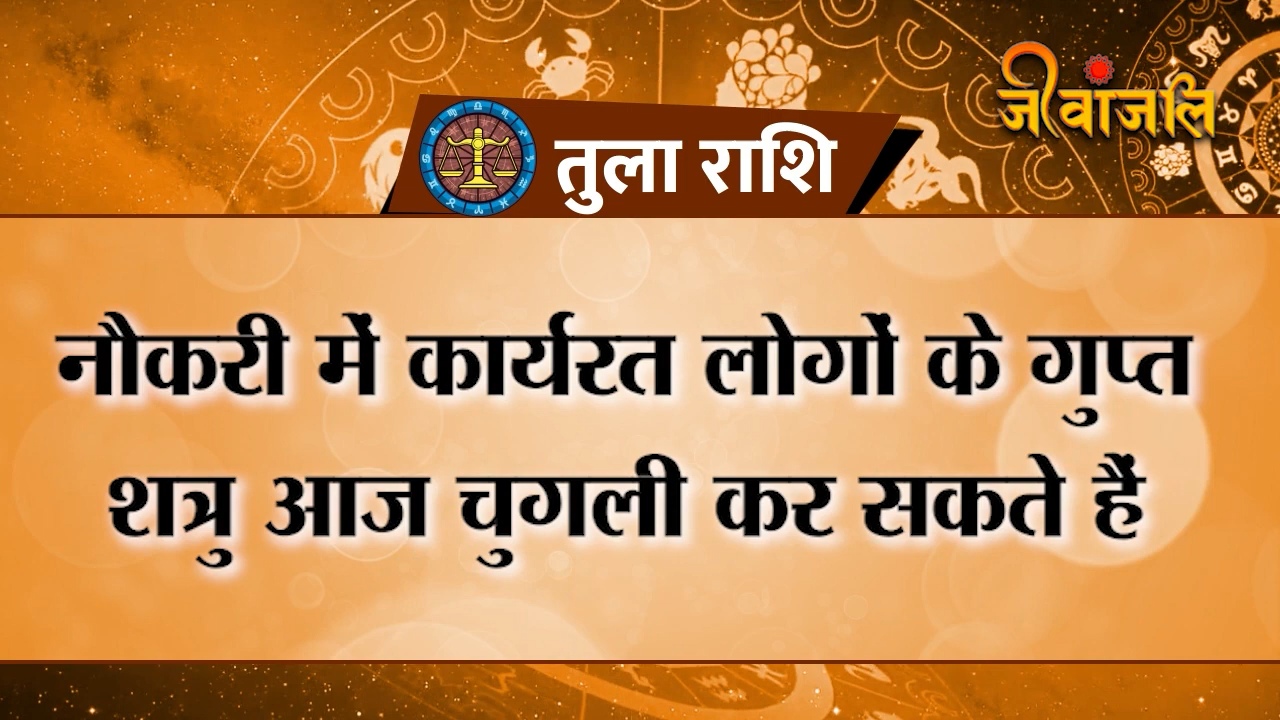 जीवांजलि
तुला राशि
नौकरी में कार्यरत लोगों के गुप्त
शत्रु आज चुगली कर सकते हैं